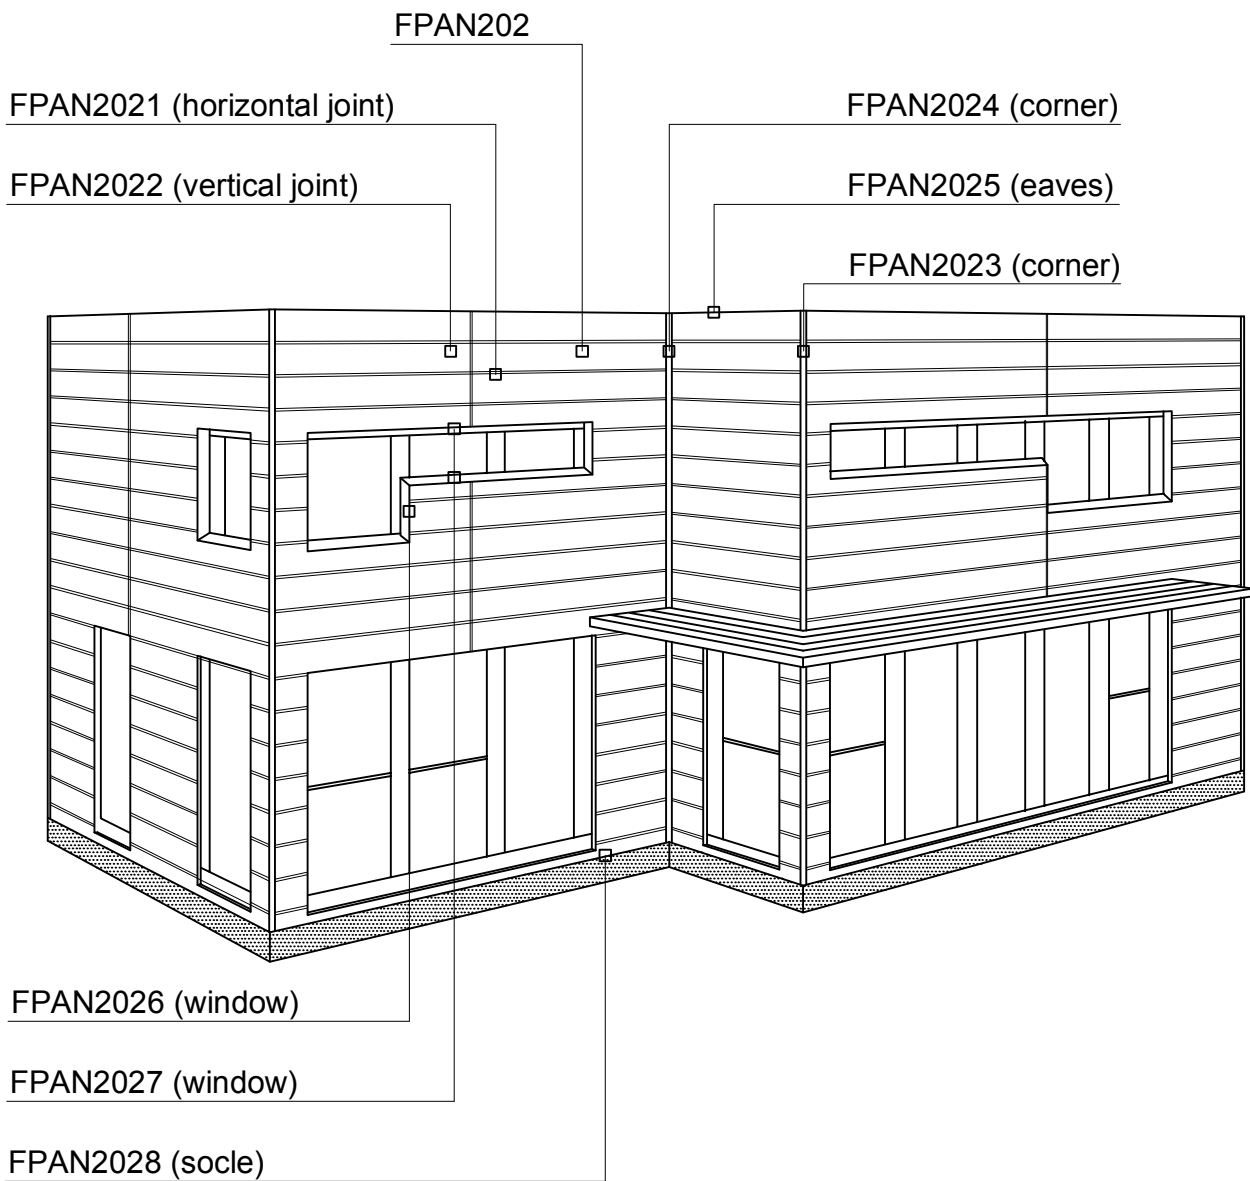 FPAN202
FPAN2021 (horizontal joint)
FPAN2024 (corner)
FPAN2022 (vertical joint)
FPAN2025 (eaves)
FPAN2023 (corner)
FPAN2026 (window)
FPAN2027 (window)
FPAN2028 (socle)